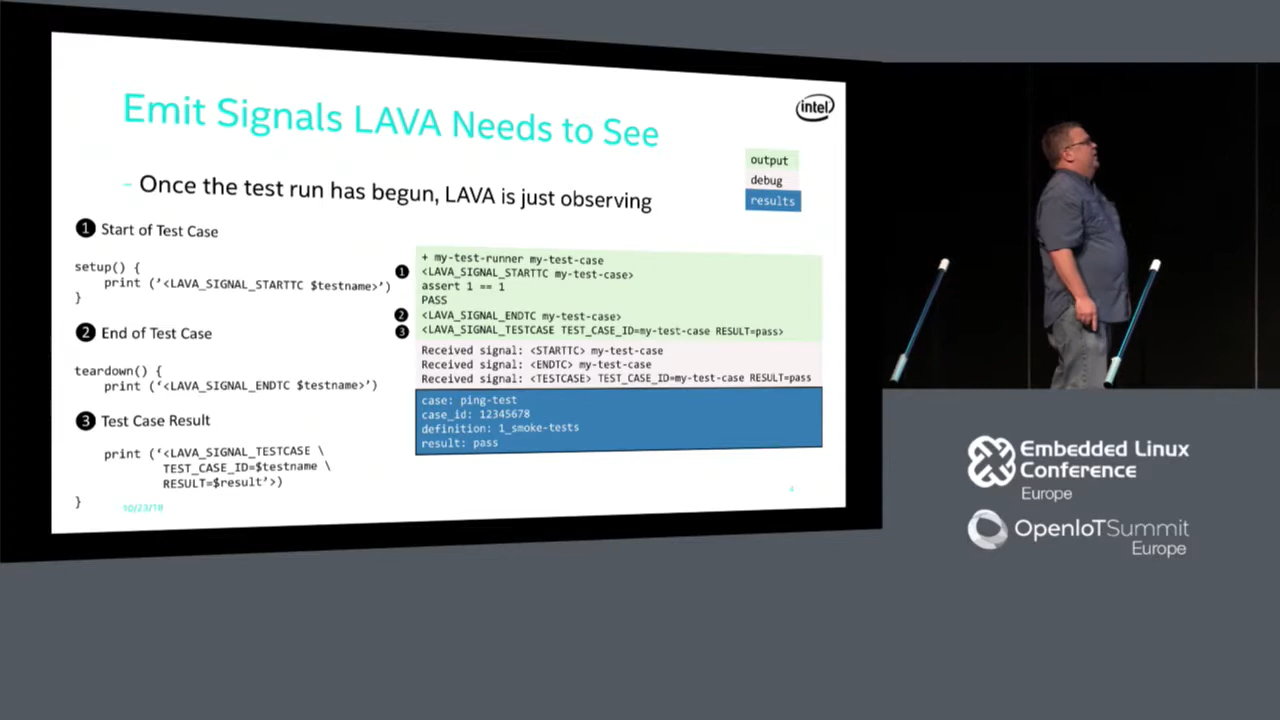 Emit Signals LAVA Needs to See
intel
output
debug
results
– Once the test run has begun, LAVA is just observing
1 Start of Test Case
setup() {
print (‘<LAVA_SIGNAL_STARTTC $testname>’)
}
2 End of Test Case
teardown() {
print (‘<LAVA_SIGNAL_ENDTC $testname>’)
3 Test Case Result
print (‘<LAVA_SIGNAL_TESTCASE \
TEST_CASE_ID=$testname \
RESULT=$result’>)
}
+ my-test-runner my-test-case
1 <LAVA_SIGNAL_STARTTC my-test-case>
assert 1 == 1
PASS
2 <LAVA_SIGNAL_ENDTC my-test-case>
3 <LAVA_SIGNAL_TESTCASE TEST_CASE_ID=my-test-case RESULT=pass>
Received signal: <STARTTC> my-test-case
Received signal: <ENDTC> my-test-case
Received signal: <TESTCASE> TEST_CASE_ID=my-test-case RESULT=pass
case: ping-test
case_id: 12345678
definition: 1_smoke-tests
result: pass
10/23/18
4
Embedded Linux
Conference
Europe
OpenIoTSummit
Europe